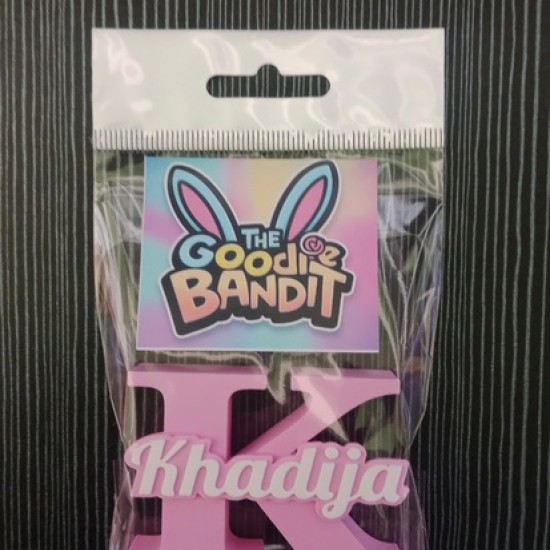 THE
Goodie
BANDIT
K
Khadija